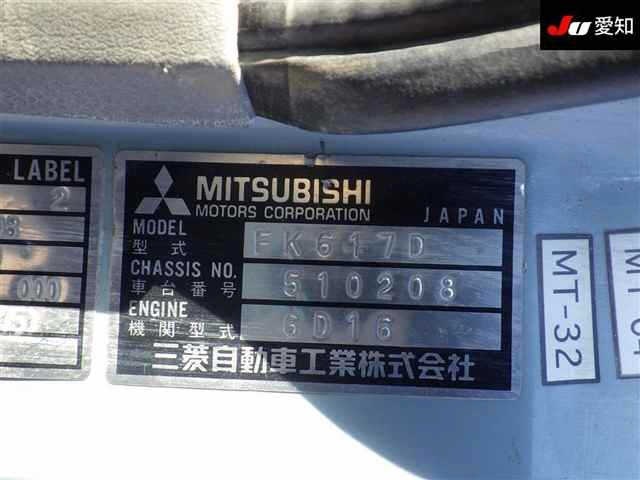 JU 愛知
LABEL
2
000
MITSUBISHI
MOTORS CORPORATION JAPAN
MODEL
型式 FK617D
CHASSIS NO.
車台番号 510208
ENGINE
機関型式 6D16
三菱自動車工業株式会社
MT-32